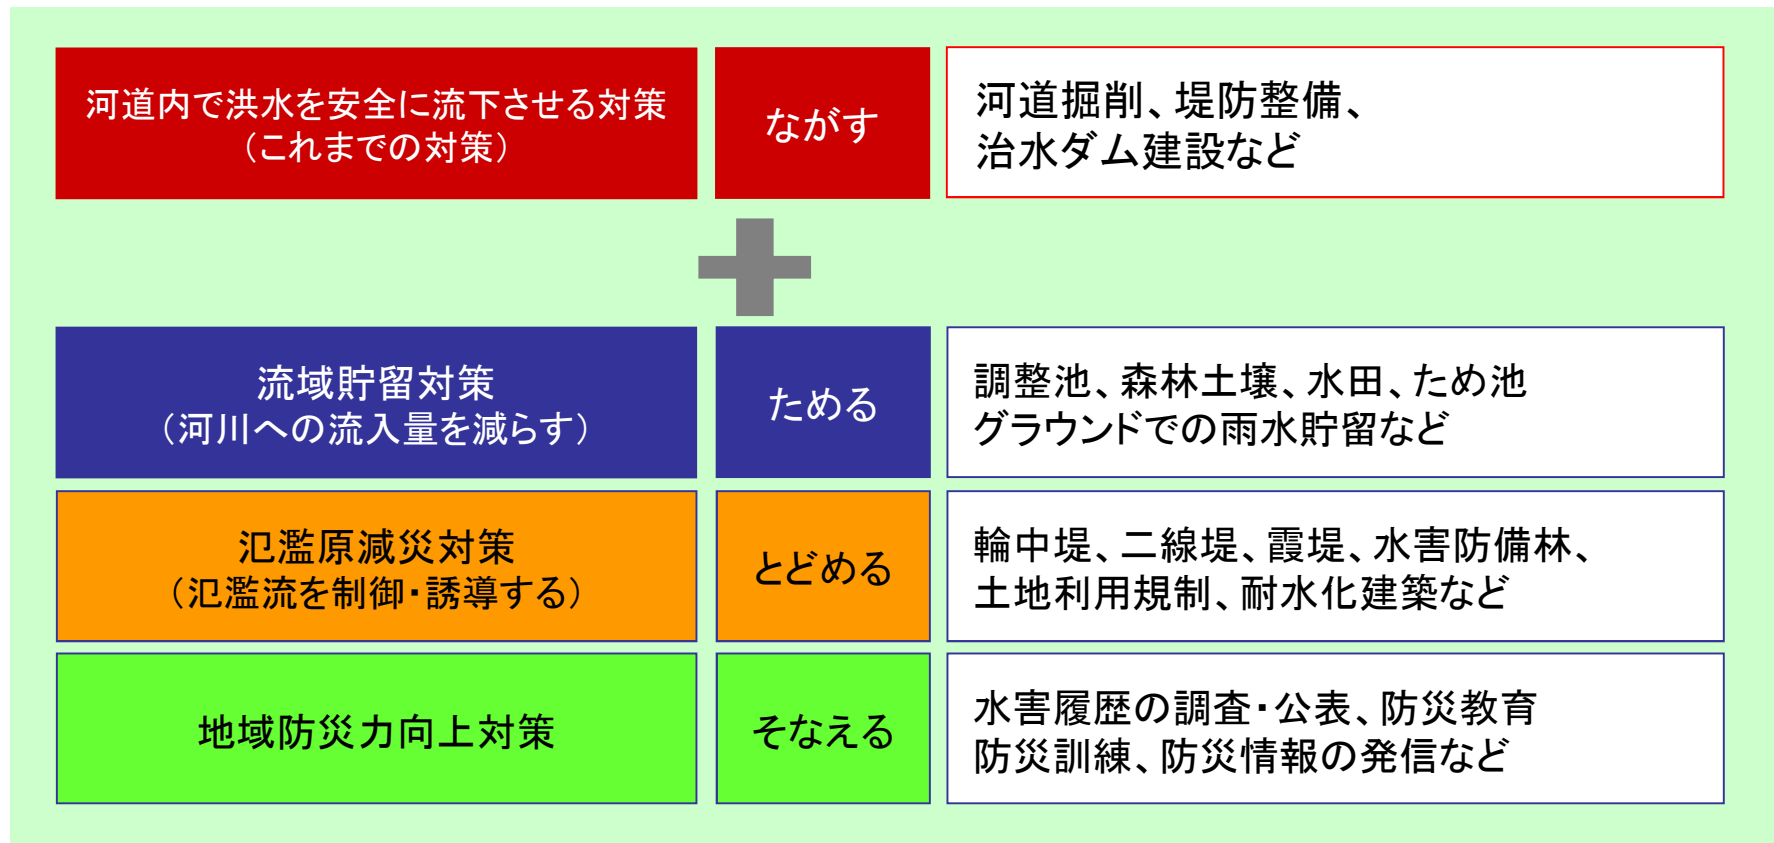 河道内で洪水を安全に流下させる対策
（これまでの対策）
ながす
河道掘削、堤防整備、
治水ダム建設など
流域貯留対策
（河川への流入量を減らす）
ためる
調整池、森林土壌、水田、ため池
グラウンドでの雨水貯留など
氾濫原減災対策
（氾濫流を制御・誘導する）
とどめる
輪中堤、二線堤、霞堤、水害防備林、
土地利用規制、耐水化建築など
地域防災力向上対策
そなえる
水害履歴の調査・公表、防災教育
防災訓練、防災情報の発信など